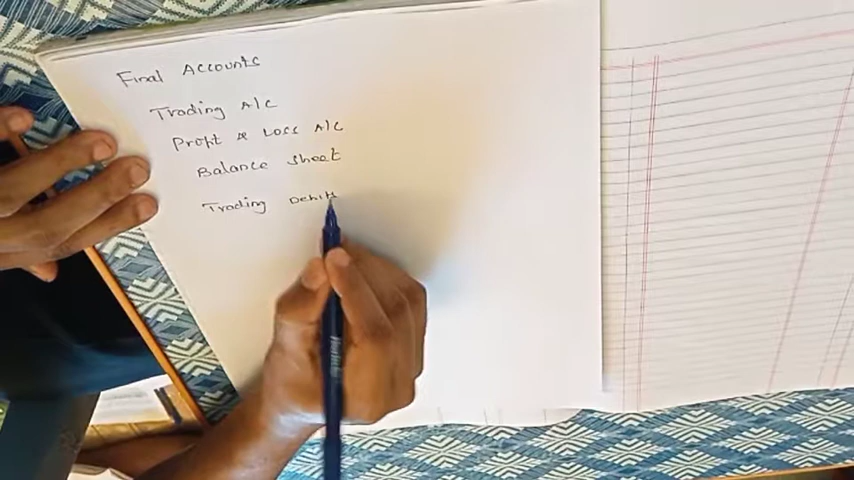 Final Accounts
Trading A/c
Profit & Loss A/c
Balance Sheet
Trading Debit